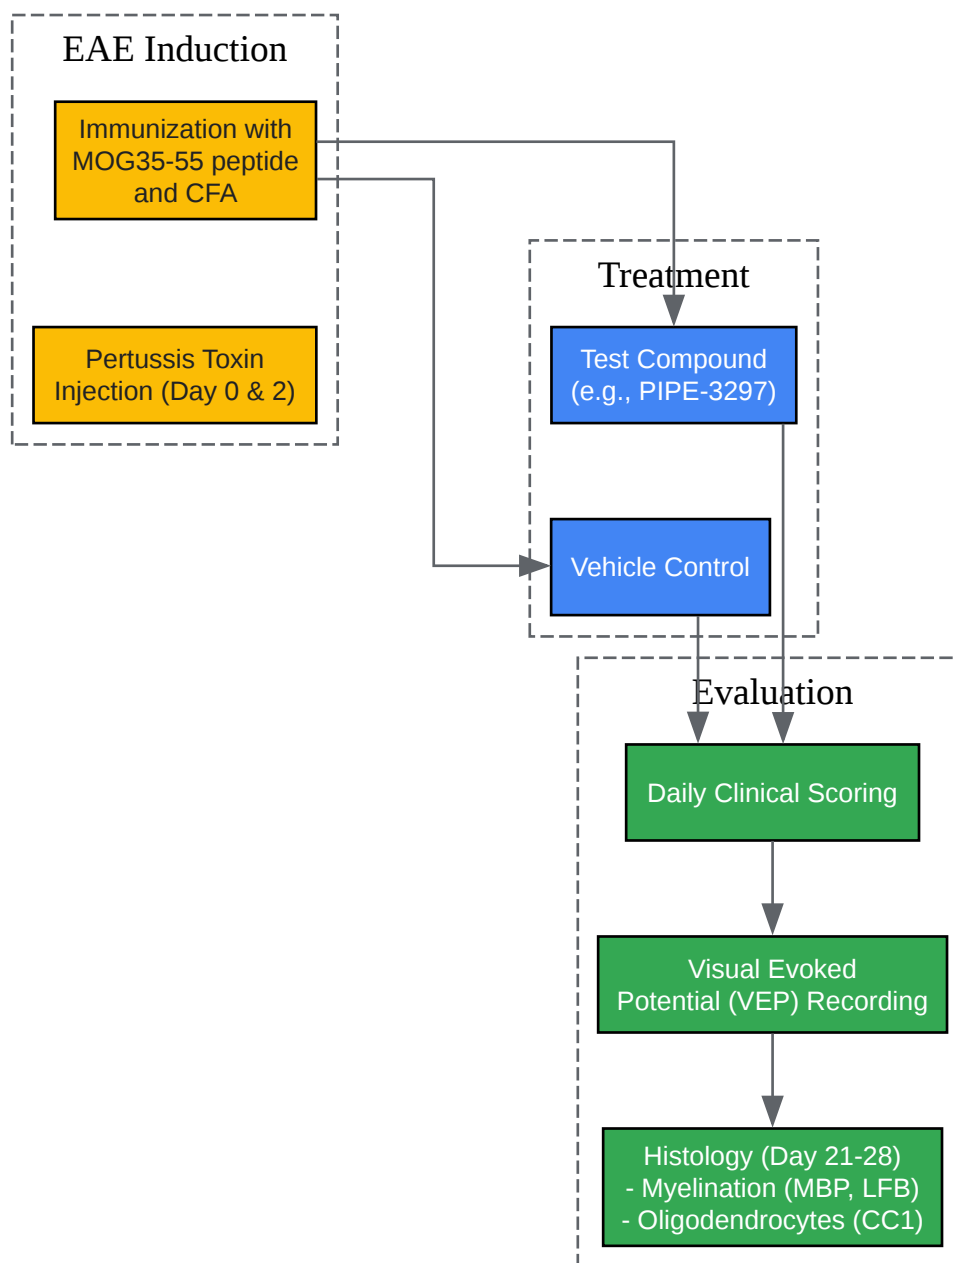 EAE Induction
Immunization with
MOG35-55 peptide
and CFA
Pertussis Toxin
Injection (Day 0 & 2)
Treatment
Test Compound
(e.g., PIPE-3297)
Vehicle Control
Evaluation
Daily Clinical Scoring
Visual Evoked
Potential (VEP) Recording
Histology (Day 21-28)
- Myelination (MBP, LFB)
- Oligodendrocytes (CC1)